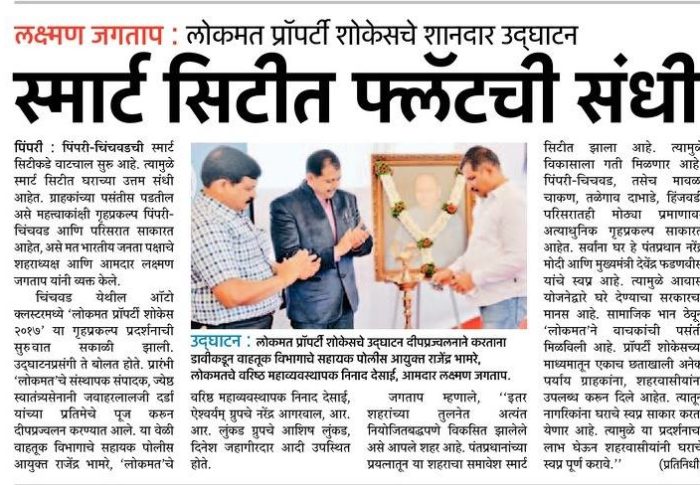 लक्ष्मण जगताप : लोकमत प्रॉपर्टी शोकेसचे शानदार उद्घाटन
स्मार्ट सिटीत फ्लॅटची संधी
पिंपरी : पिंपरी-चिंचवडची स्मार्ट
सिटीकडे वाटचाल सुरू आहे. त्यामुळे
स्मार्ट सिटीत घराच्या उत्तम संधी
आहेत. ग्राहकांच्या पसंतीस पडतील
असे महत्त्वाकांक्षी गृहप्रकल्प पिंपरी-
चिंचवड आणि परिसरात साकारत
आहेत, असे मत भारतीय जनता पक्षाचे
शहराध्यक्ष आणि आमदार लक्ष्मण
जगताप यांनी व्यक्त केले.
चिंचवड येथील ऑटो
क्लस्टरमध्ये ‘लोकमत प्रॉपर्टी शोकेस
२०१७’ या गृहप्रकल्प प्रदर्शनाची
सुरुवात सकाळी झाली.
उद्घाटनप्रसंगी ते बोलत होते. प्रारंभी
‘लोकमत’चे संस्थापक संपादक, ज्येष्ठ
स्वातंत्र्यसेनानी जवाहरलालजी दर्डा
यांच्या प्रतिमेचे पूज करुन
दीपप्रज्वलन करण्यात आले. या वेळी
वाहतूक विभागाचे सहायक पोलीस
आयुक्त राजेंद्र भामरे, ‘लोकमत’चे
उद्घाटन : लोकमत प्रॉपर्टी शोकेसचे उद्घाटन दीपप्रज्वलनाने करताना
डावीकडून वाहतूक विभागाचे सहायक पोलीस आयुक्त राजेंद्र भामरे,
लोकमतचे वरिष्ठ महाव्यवस्थापक निनाद देसाई, आमदार लक्ष्मण जगताप.
वरिष्ठ महाव्यवस्थापक निनाद देसाई,
ऐश्वर्यम् ग्रुपचे नरेंद्र आगरवाल, आर.
आर. लुंकड ग्रुपचे आशिष लुंकड,
दिनेश जहागीरदार आदी उपस्थित
होते.
जगताप म्हणाले, ‘‘इतर
शहरांच्या तुलनेत अत्यंत
नियोजितबद्धपणे विकसित झालेले
असे आपले शहर आहे. पंतप्रधानांच्या
प्रयत्नातून या शहराचा समावेश स्मार्ट
सिटीत झाला आहे. त्यामुळे
विकासाला गती मिळणार आहे
पिंपरी-चिंचवड, तसेच मावळ
चाकण, तळेगाव दाभाडे, हिंजवडी
परिसरातही मोठ्या प्रमाणाव
अत्याधुनिक गृहप्रकल्प साकारत
आहेत. सर्वांना घर हे पंतप्रधान नरेंद्र
मोदी आणि मुख्यमंत्री देवेंद्र फडणवीस
यांचे स्वप्न आहे. त्यामुळे आवास
योजनेद्वारे घरे देण्याचा सरकारच
मानस आहे. सामाजिक भान ठेवून
‘लोकमत’ने वाचकांची पसंती
मिळविली आहे. प्रॉपर्टी शोकेसच्य
माध्यमातून एकाच छताखाली अनेक
पर्याय ग्राहकांना, शहरवासीयांना
उपलब्ध करून दिले आहेत. त्यातून
नागरिकांना घराचे स्वप्न साकार करता
येणार आहे. त्यामुळे या प्रदर्शनाच
लाभ घेऊन शहरवासीयांनी घराचे
स्वप्न पूर्ण करावे.’’ (प्रतिनिधी